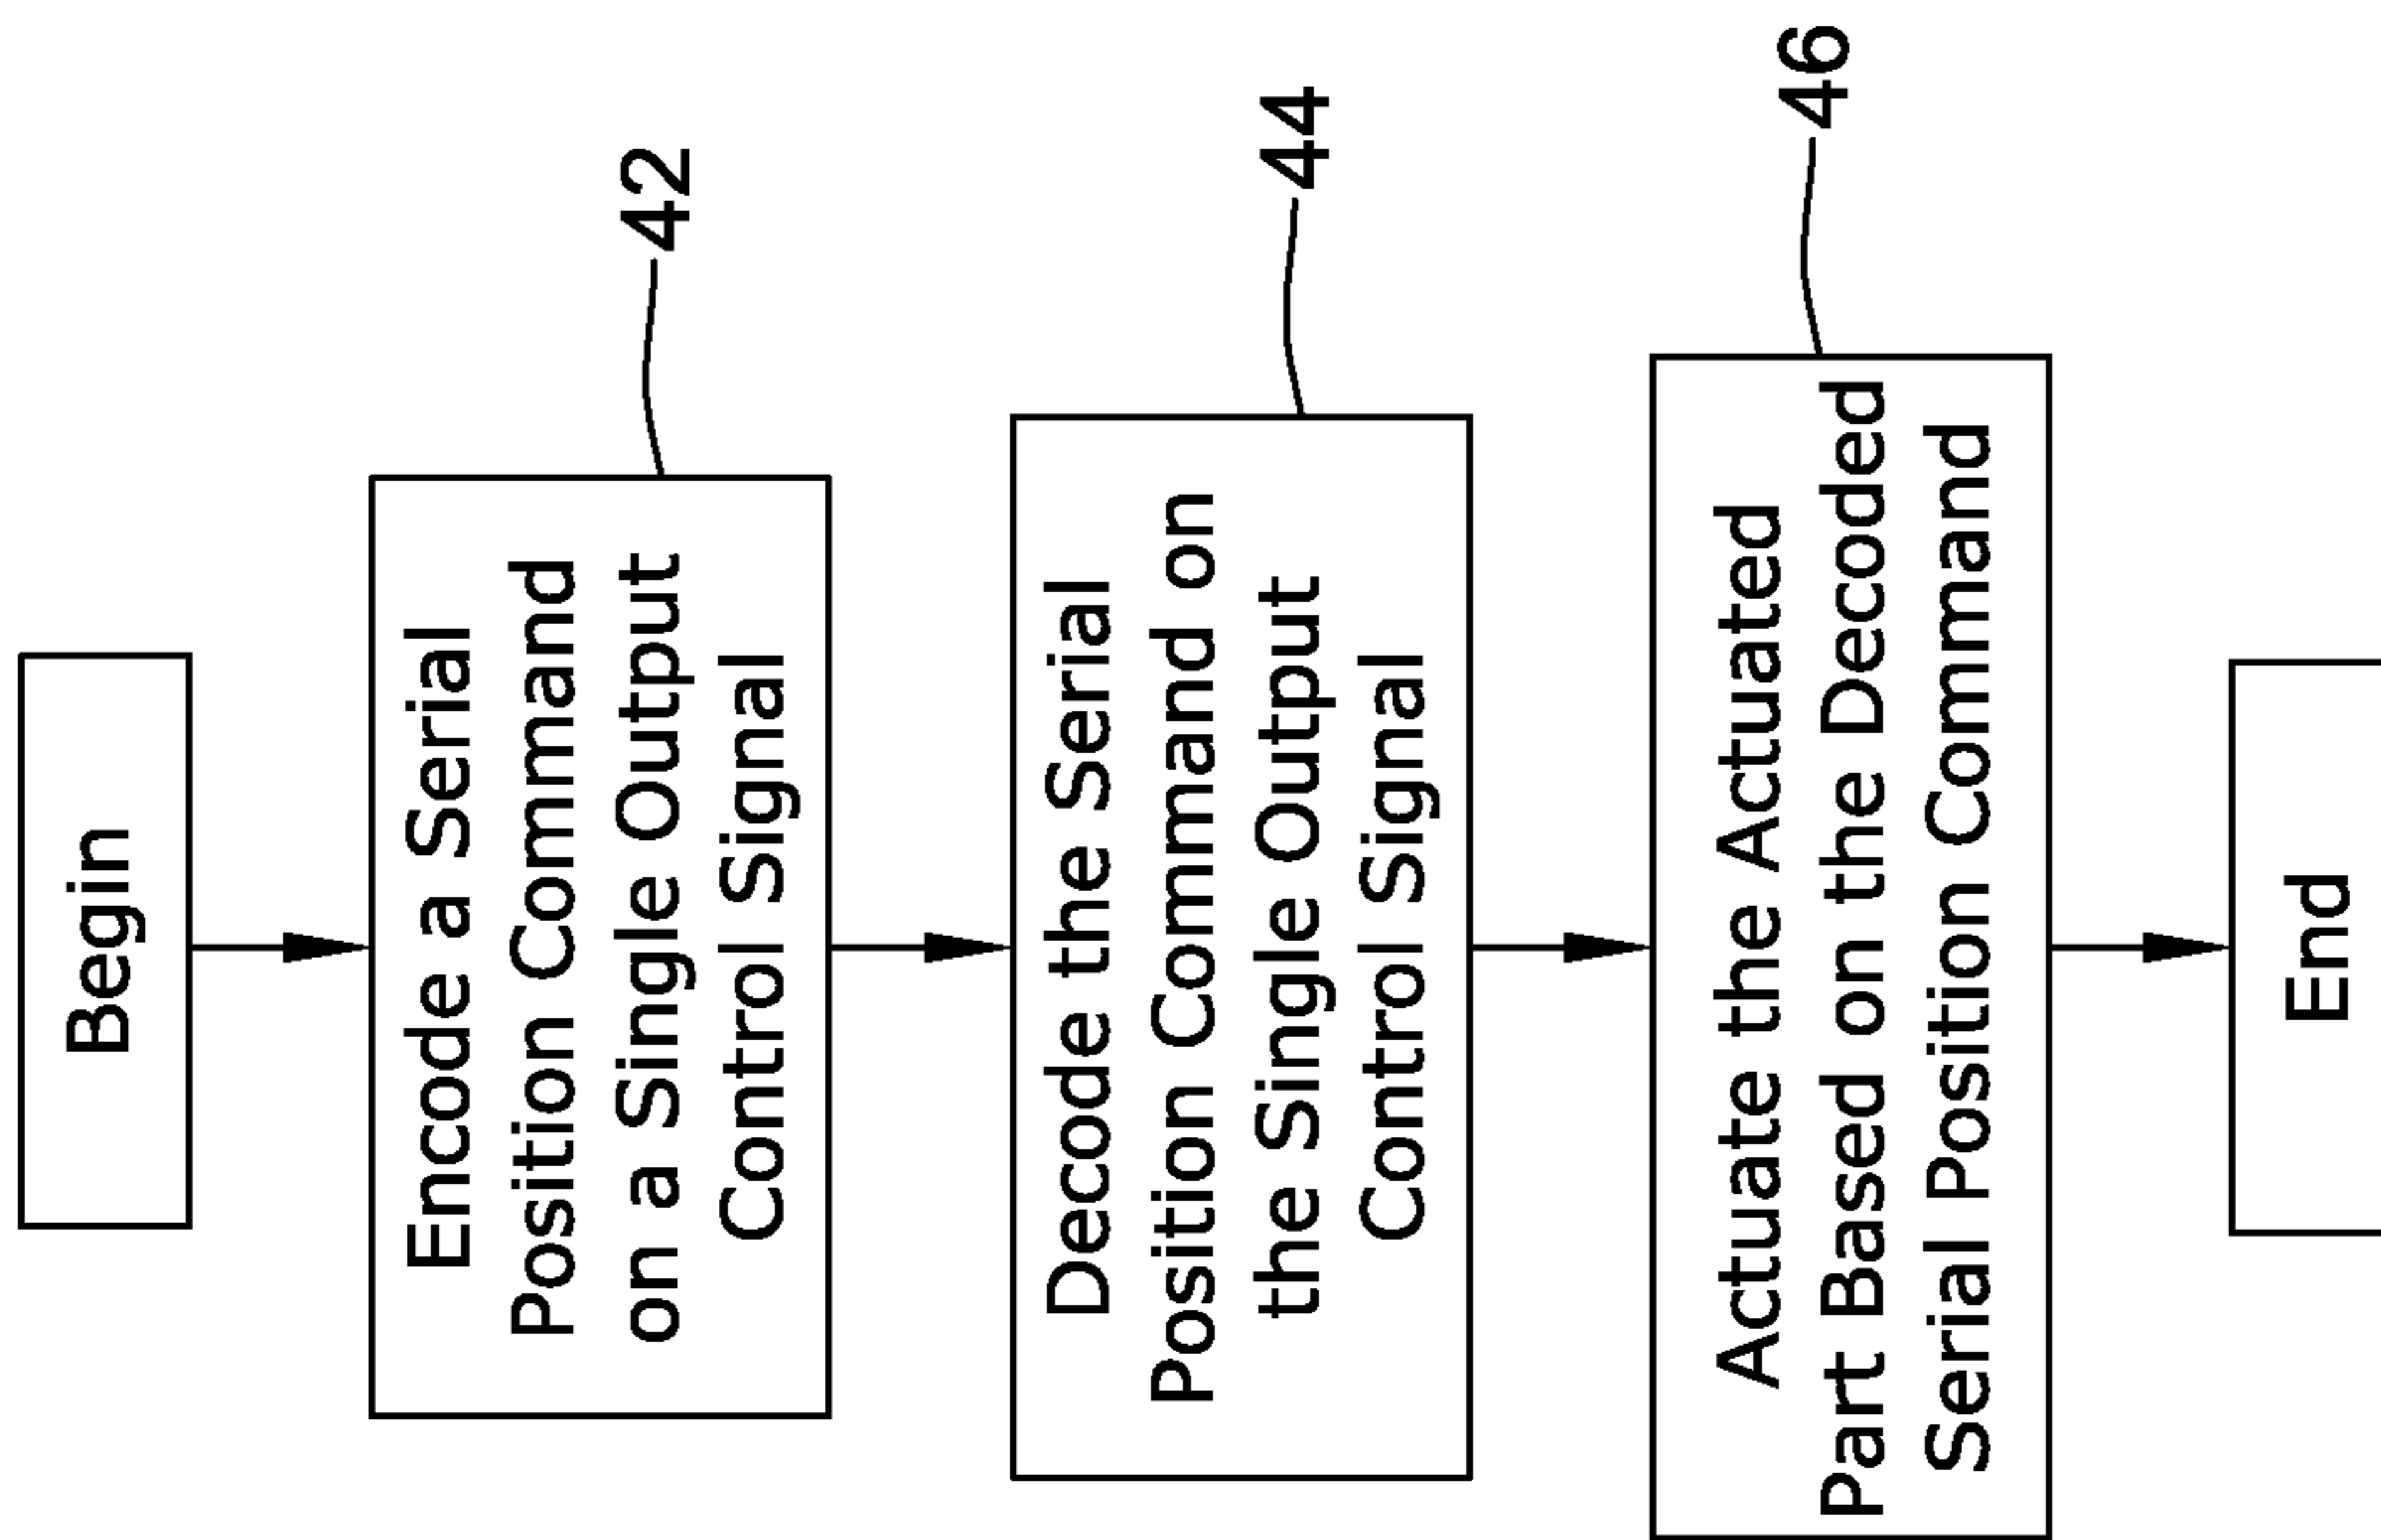 Begin
Encode a Serial
Position Command
on a Single Output
Control Signal
42
Decode the Serial
Position Command on
the Single Output
Control Signal
44
Actuate the Actuated
Part Based on the Decoded
Serial Position Command
46
End